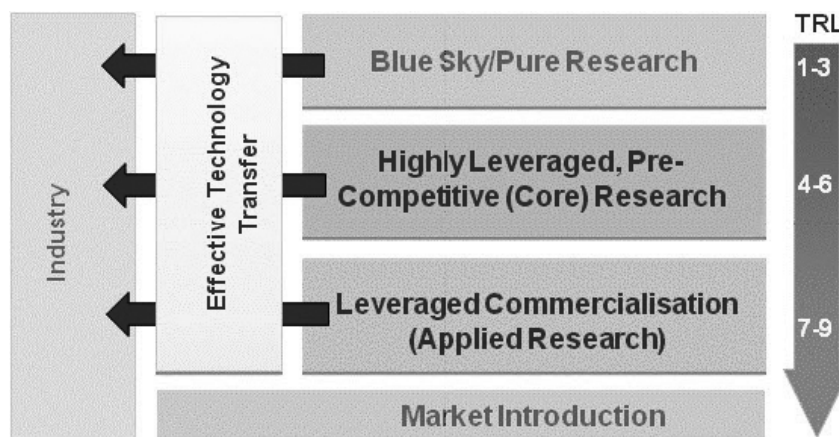 TRL
Blue Sky/Pure Research
1-3
Highly Leveraged, Pre-
Competitive (Core) Research
4-6
Leveraged Commercialisation
(Applied Research)
7-9
Effective Technology
Transfer
Industry
Market Introduction